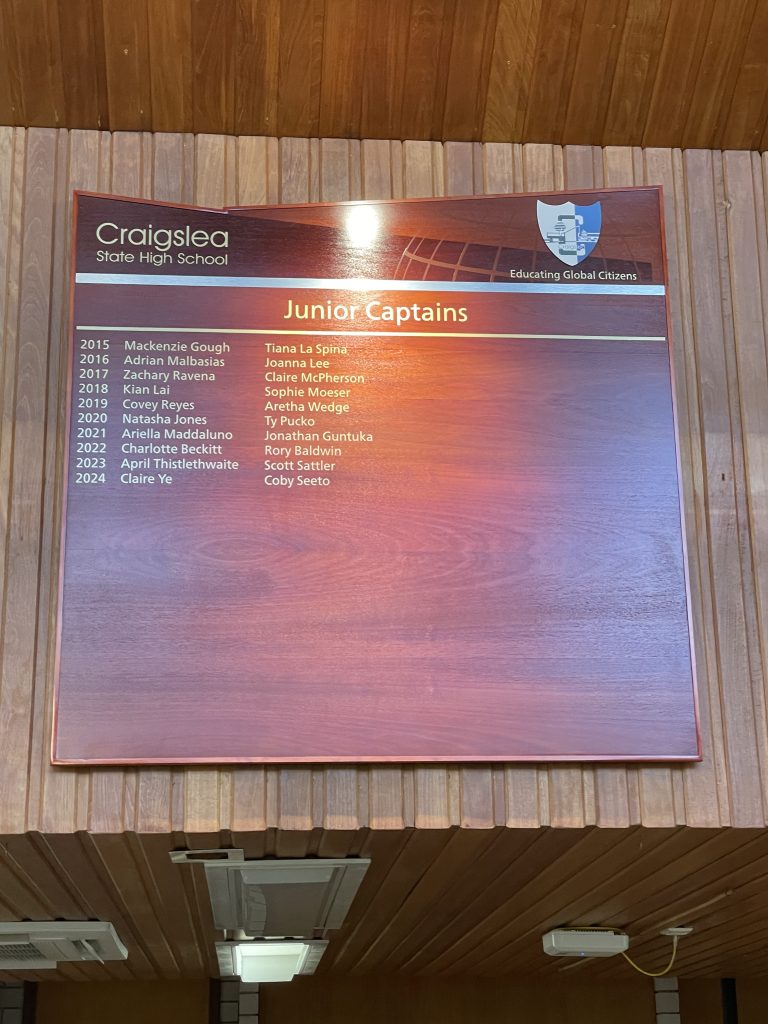 Craigslea
State High School
Educating Global Citizens
Junior Captains
2015 Mackenzie Gough Tiana La Spina
2016 Adrian Malbasias Joanna Lee
2017 Zachary Ravena Claire McPherson
2018 Kian Lai Sophie Moeser
2019 Covey Reyes Aretha Wedge
2020 Natasha Jones Ty Pucko
2021 Ariella Maddaluno Jonathan Guntuka
2022 Charlotte Beckitt Rory Baldwin
2023 April Thistlethwaite Scott Sattler
2024 Claire Ye Coby Seeto